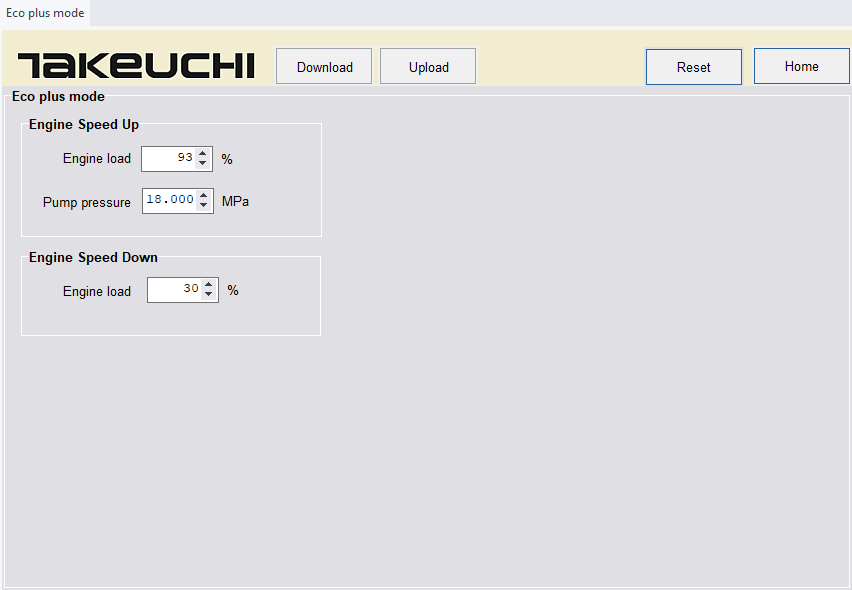 Eco plus mode
TAKEUCHI Download Upload Reset Home
Eco plus mode
Engine Speed Up
Engine load 93 %
Pump pressure 18.000 MPa
Engine Speed Down
Engine load 30 %